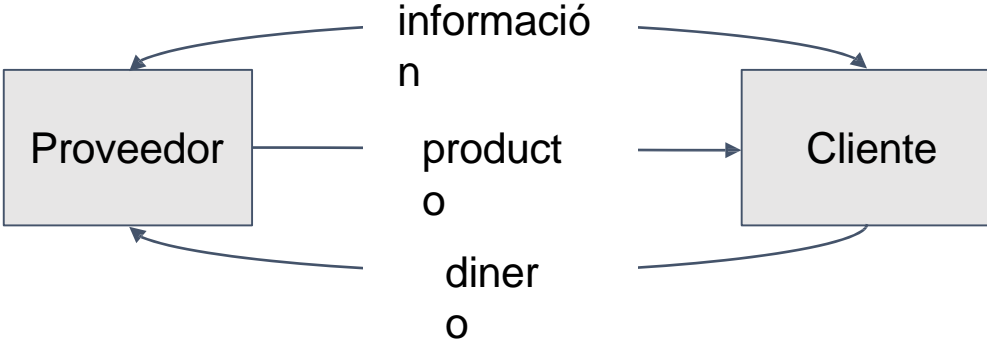 informació
n
Proveedor
product
o
Cliente
diner
o